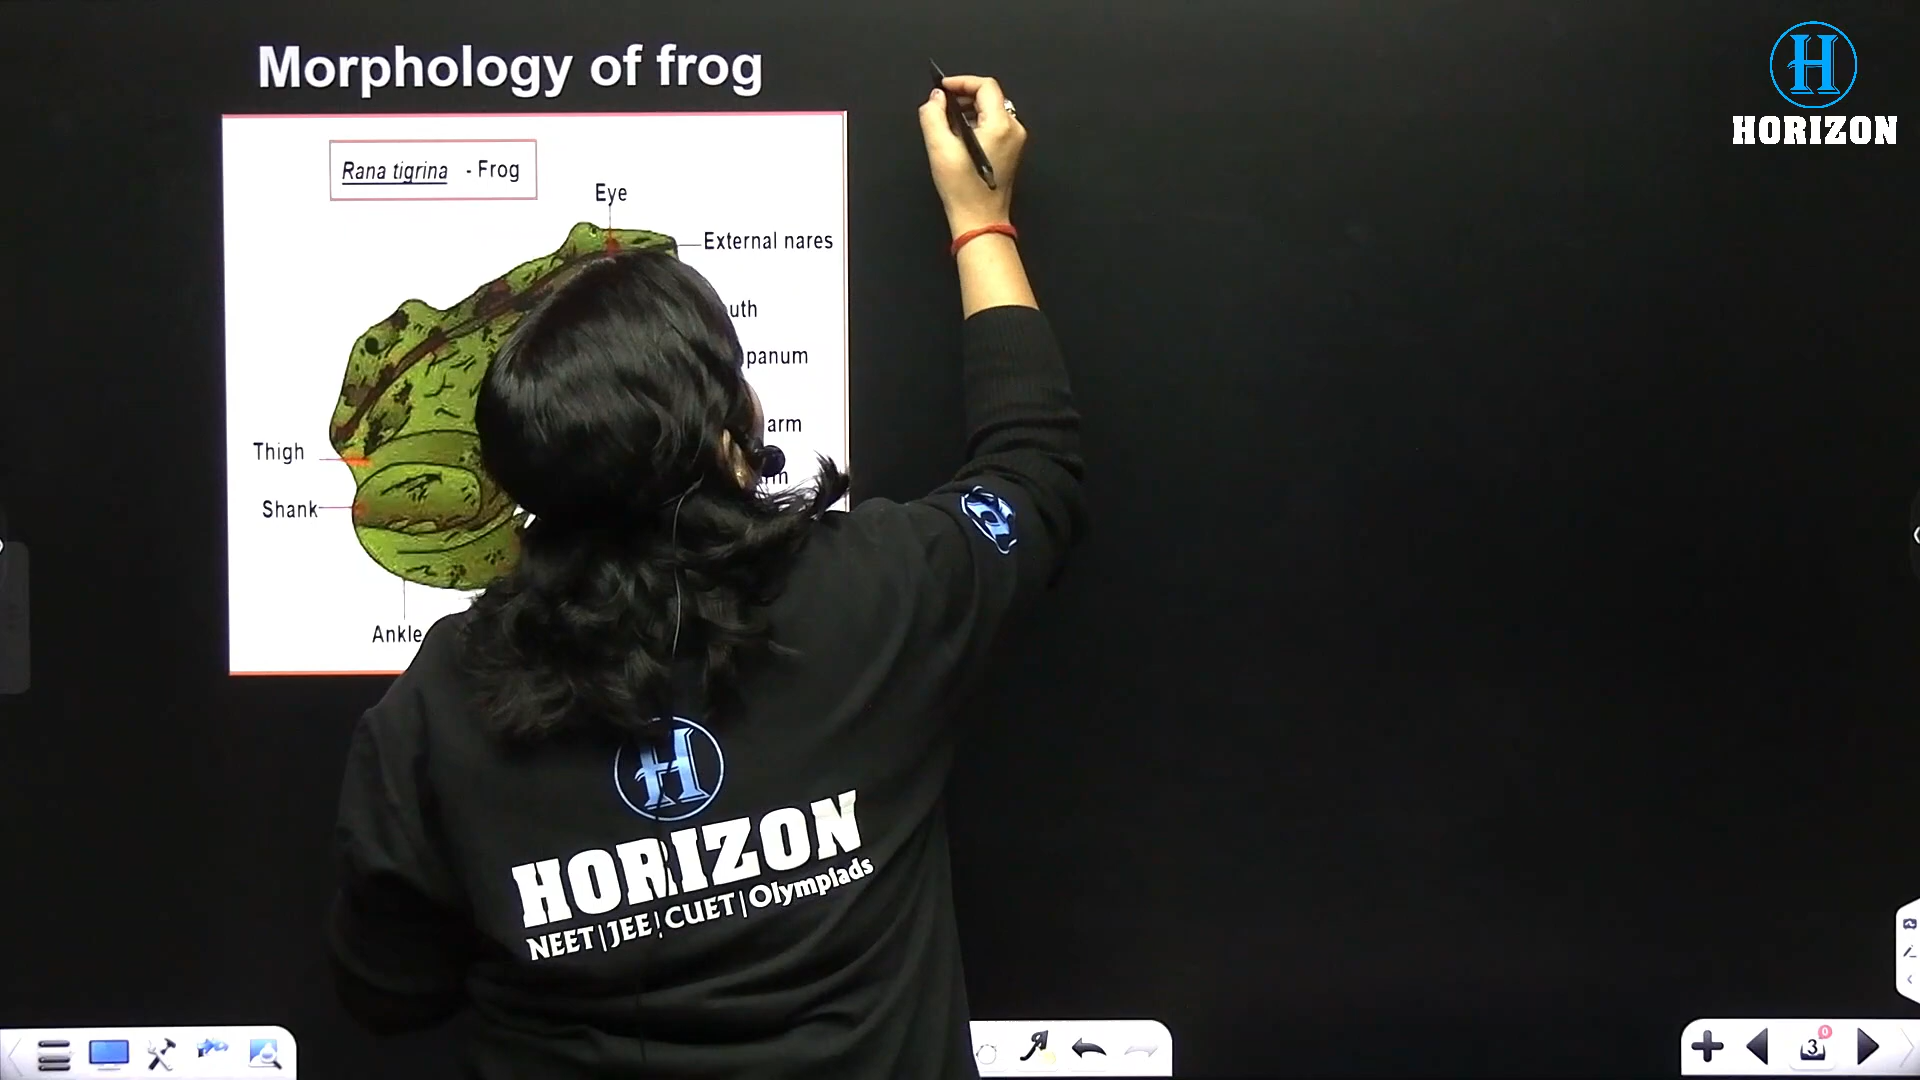 Morphology of frog
H
HORIZON
Rana tigrina - Frog
Eye
External nares
uth
panum
arm
Thigh
Shank
Ankle
H
HORIZON
NEET | JEE | CUET | Olympiads
0
3